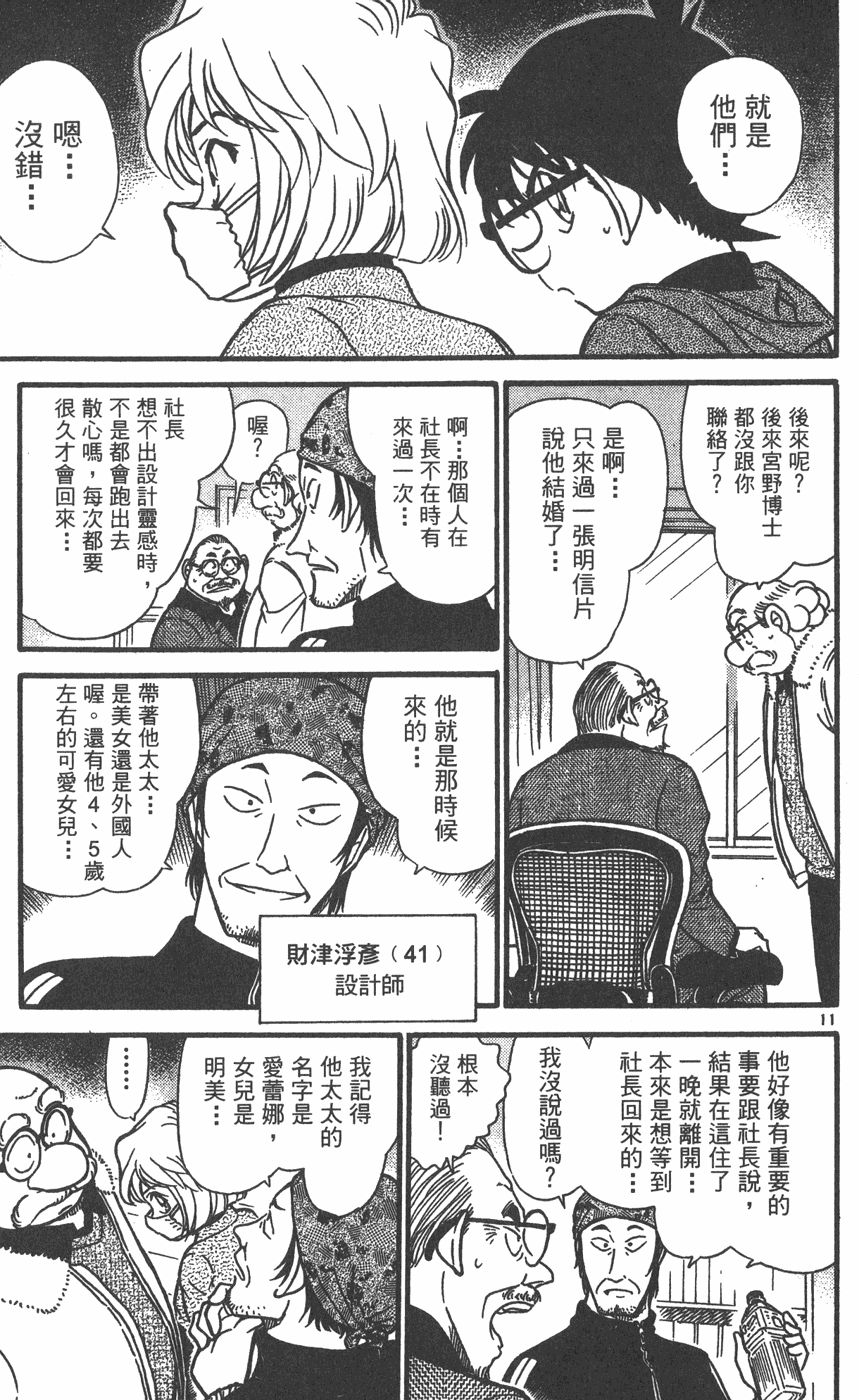 就是
他們…
嗯…
沒錯…
後來呢?
後來宮野博士
都沒跟你
聯絡了?
是啊…
只來過一張明信片
說他結婚了…
啊…那個人在
社長不在時有
來過一次…
喔?
社長
想不出設計靈感時，
不是都會跑出去
散心嗎，每次都要
很久才會回來…
他就是那時候
來的…
帶著他太太…
是美女還是外國人
喔。還有他4、5歲
左右的可愛女兒…
財津浮彥（41）
設計師
11
他好像有重要的
事要跟社長說，
結果在這住了
一晚就離開…
本來是想等到
社長回來的…
我沒說過嗎?
根本
沒聽過!
我記得
他太太的
名字是
愛蕾娜，
女兒是
明美…
……